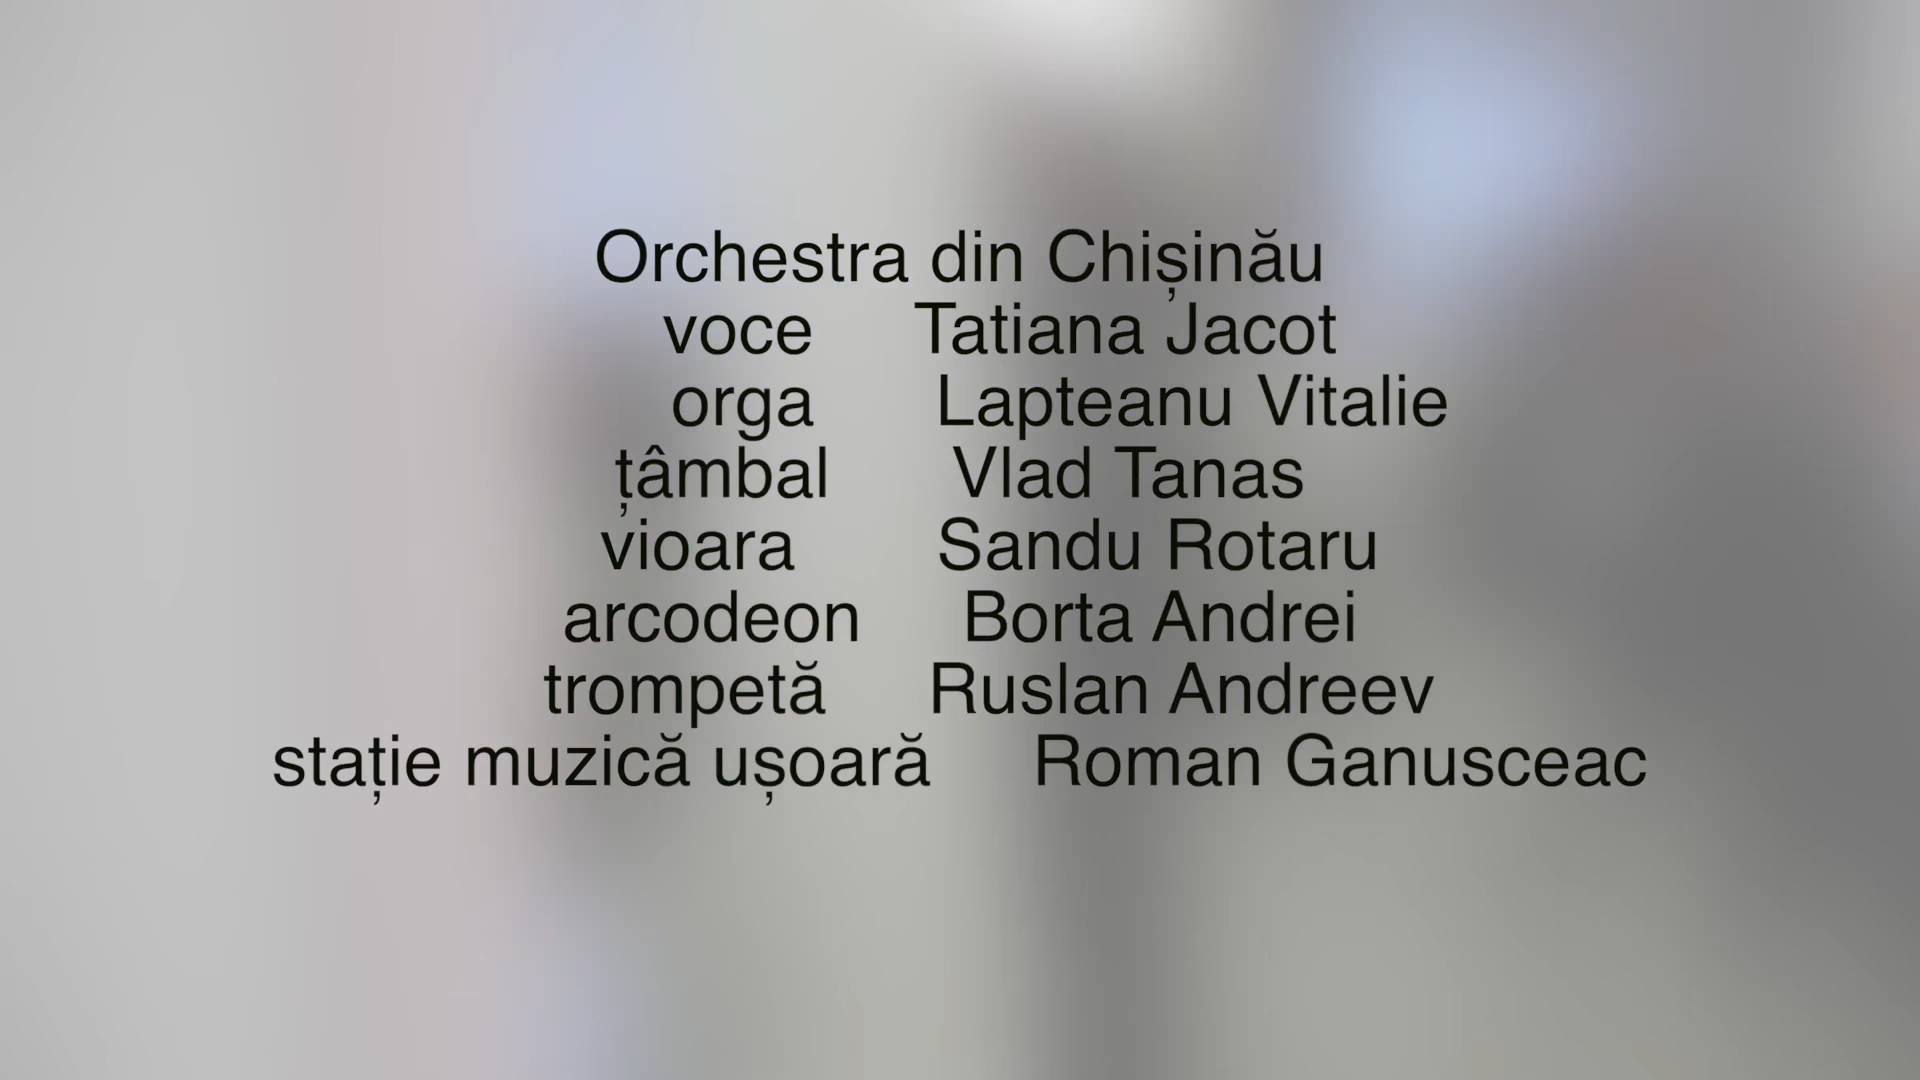 Orchestra din Chișinău
voce Tatiana Jacot
orga Lapteanu Vitalie
țâmbal Vlad Tanas
vioara Sandu Rotaru
arcodeon Borta Andrei
trompetă Ruslan Andreev
stație muzică ușoară Roman Ganusceac